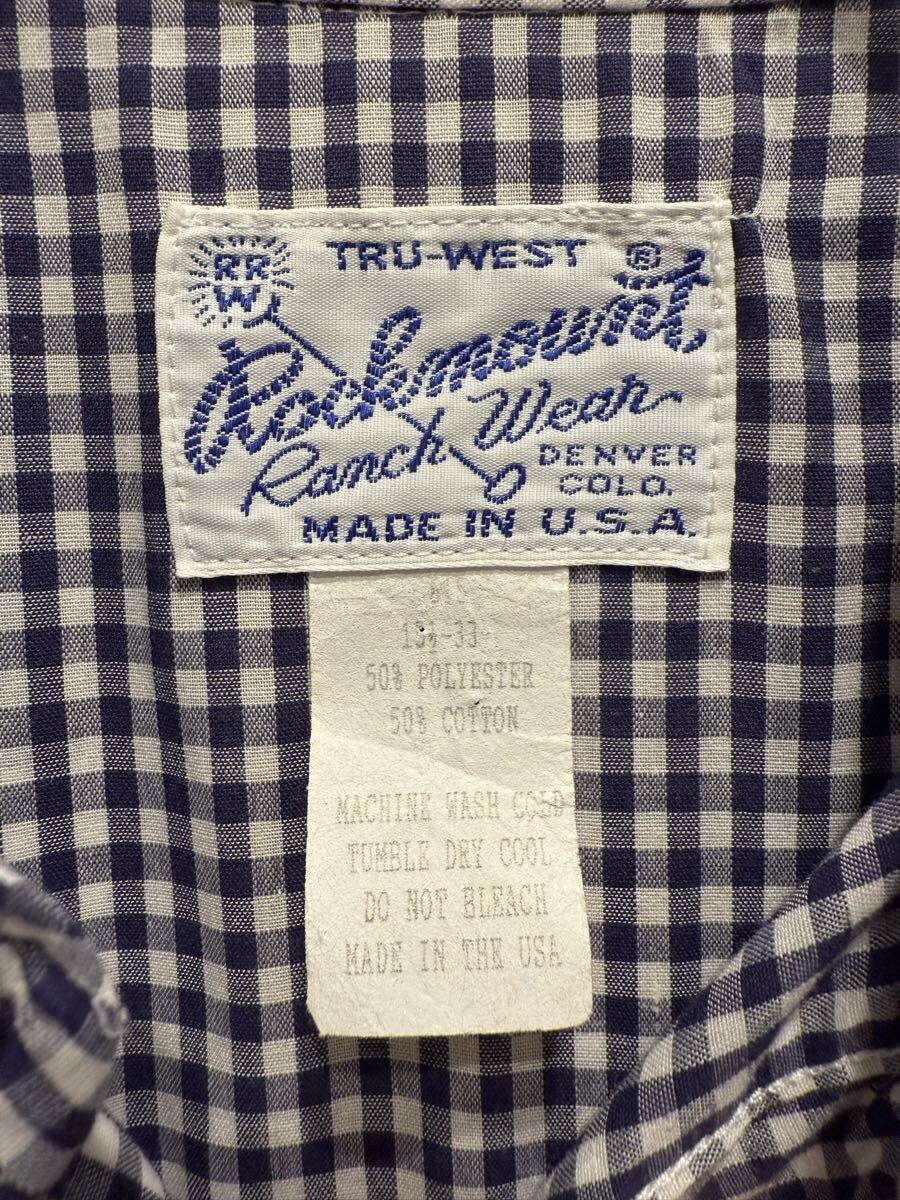 RR
W
TRU-WEST ®
Rockmount
Ranch Wear
DENVER
COLO.
MADE IN U.S.A.
50% POLYESTER
50% COTTON
MACHINE WASH COLD
TUMBLE DRY COOL
DO NOT BLEACH
MADE IN THE USA